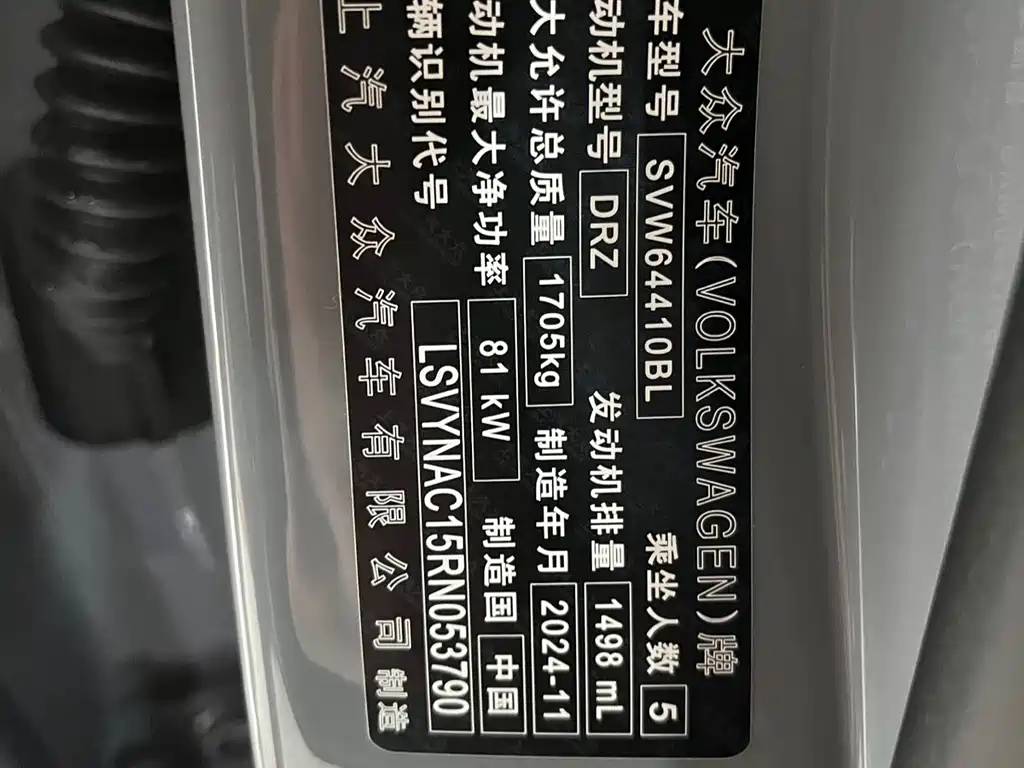 大众汽车(VOLKSWAGEN)牌
车型号 SVW64410BL 乘坐人数 5
动机型号 DRZ 发动机排量 1498 mL
大允许总质量 1705kg 制造年月 2024-11
动机最大净功率 81 kW 制造国 中国
辆识别代号 LSVYNAC15RN053790
上汽大众汽车有限公司 制造